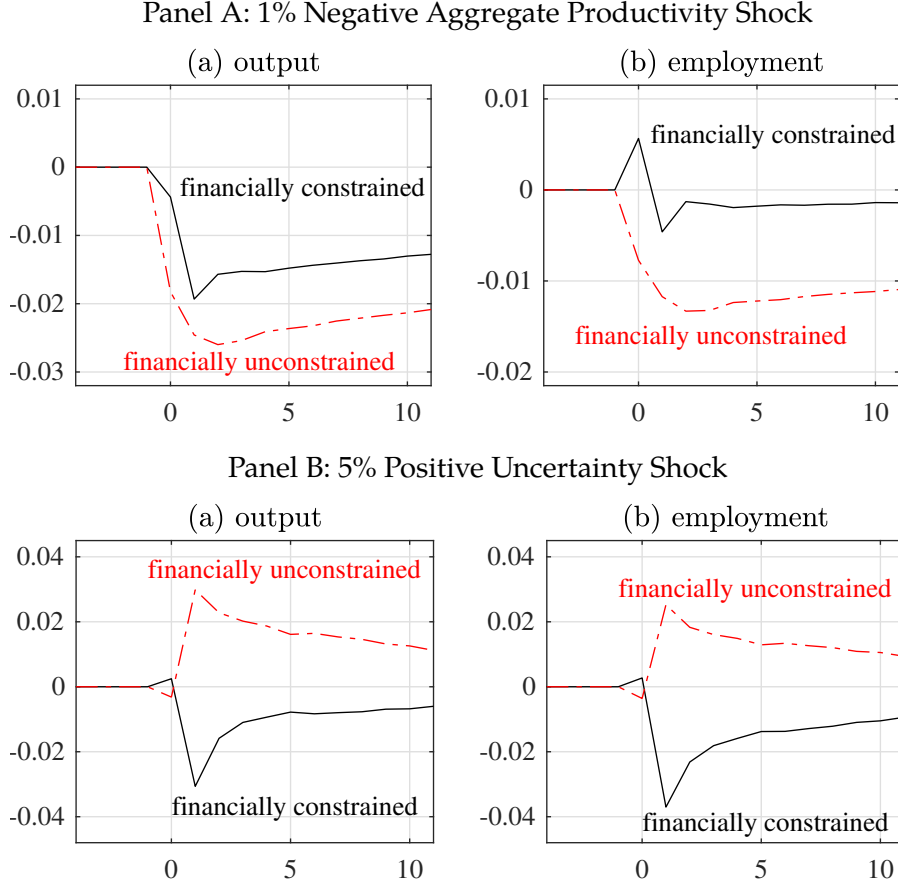 Panel A: 1% Negative Aggregate Productivity Shock
(a) output
(b) employment
0.01
0
-0.01
-0.02
-0.03
financially constrained
financially unconstrained
0 5 10
0.01
0
-0.01
-0.02
financially constrained
financially unconstrained
0 5 10
Panel B: 5% Positive Uncertainty Shock
(a) output
(b) employment
0.04
0.02
0
-0.02
-0.04
financially unconstrained
financially constrained
0 5 10
0.04
0.02
0
-0.02
-0.04
financially unconstrained
financially constrained
0 5 10